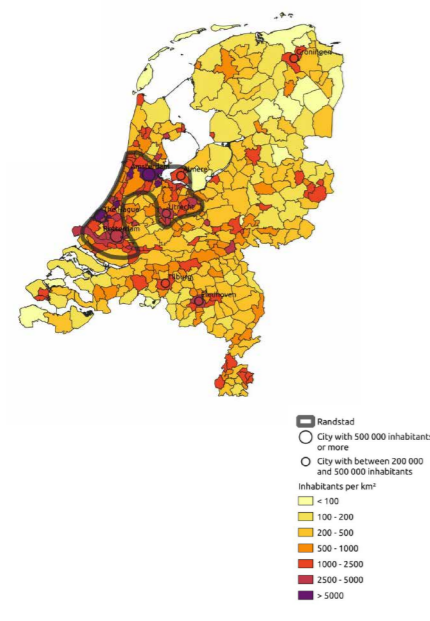 Groningen
Amsterdam
Almere
The Hague
Utrecht
Rotterdam
Tilburg
Eindhoven
Randstad
City with 500 000 inhabitants
or more
City with between 200 000
and 500 000 inhabitants
Inhabitants per km²
< 100
100 - 200
200 - 500
500 - 1000
1000 - 2500
2500 - 5000
> 5000